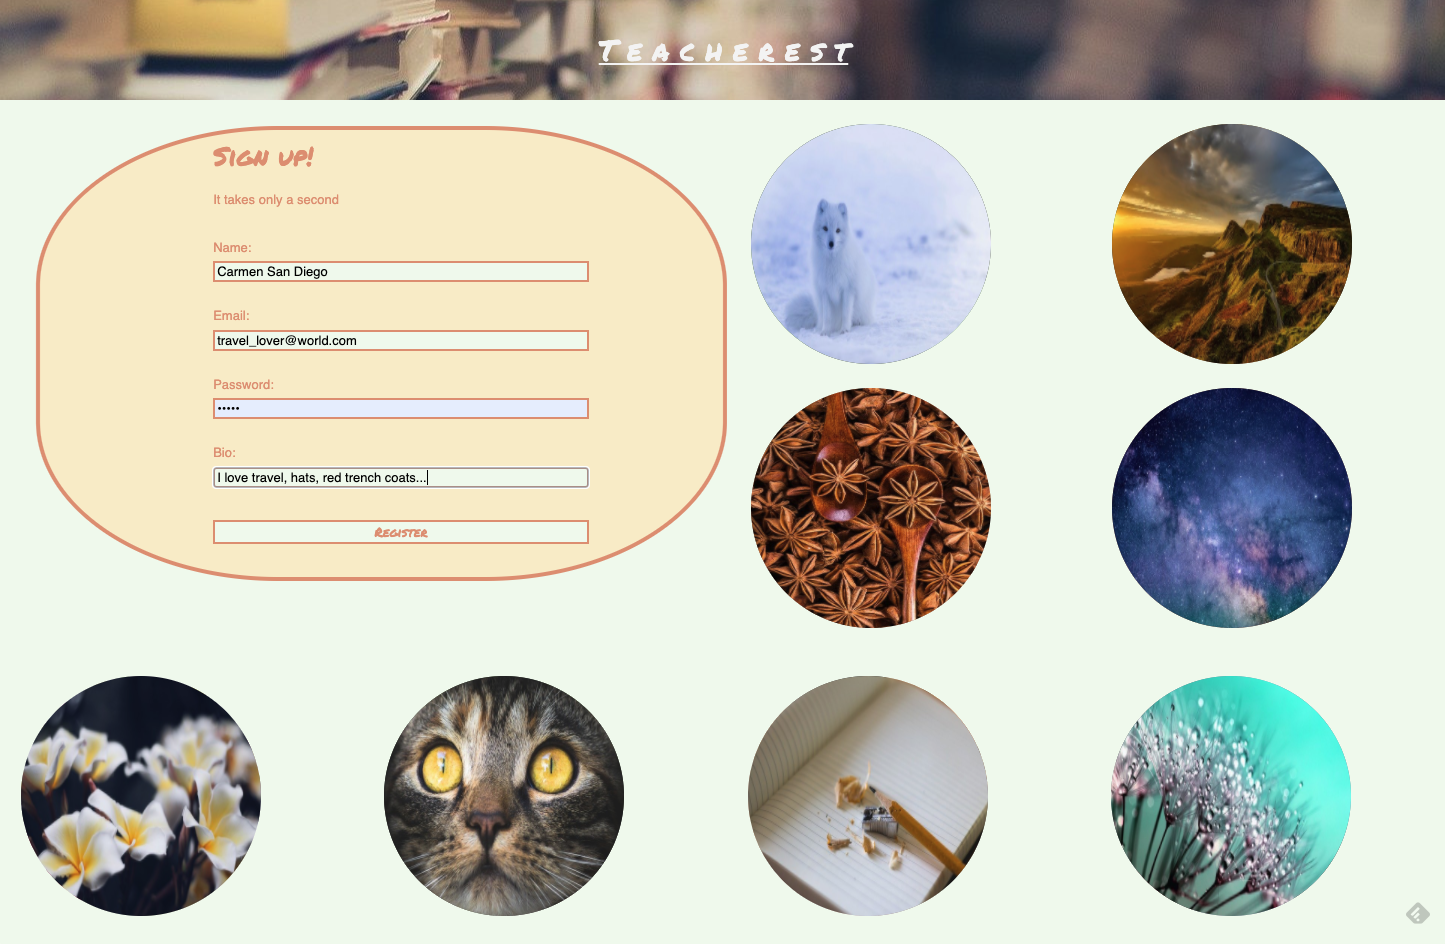 Teacherest
Sign up!
It takes only a second
Name:
Carmen San Diego
Email:
travel_lover@world.com
Password:
•••••
Bio:
I love travel, hats, red trench coats...
Register